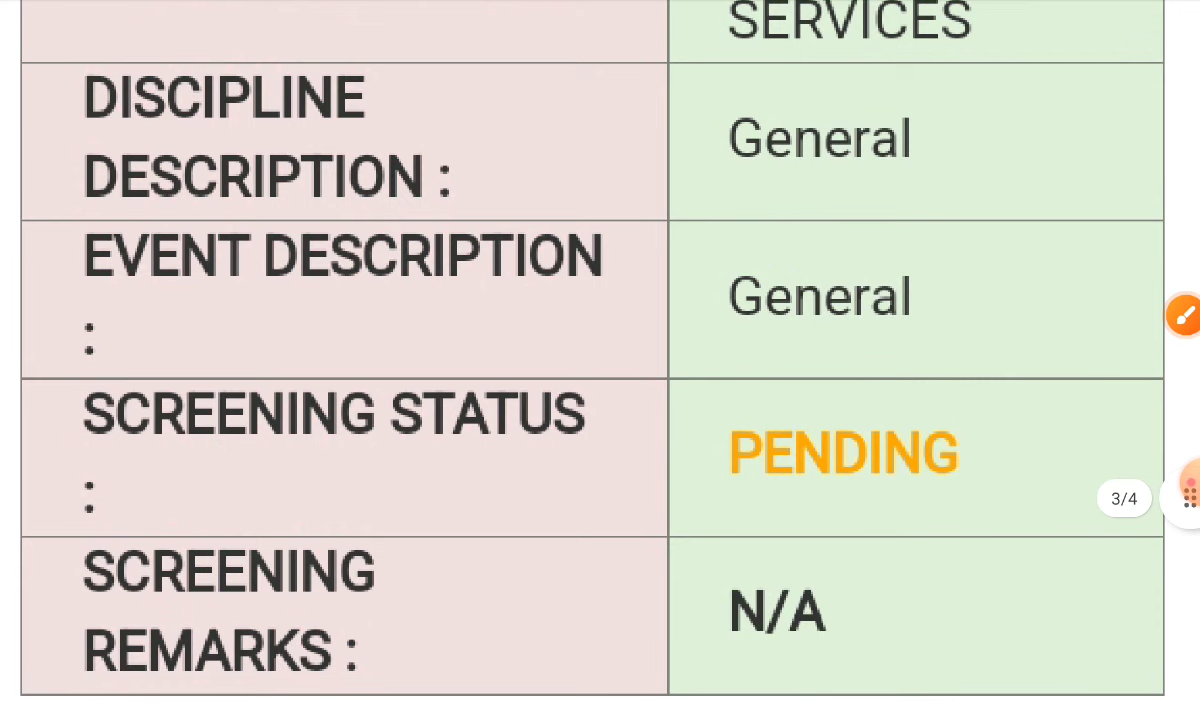 SERVICES
DISCIPLINE
DESCRIPTION :
General
EVENT DESCRIPTION
:
General
SCREENING STATUS
:
PENDING
3/4
SCREENING
REMARKS :
N/A